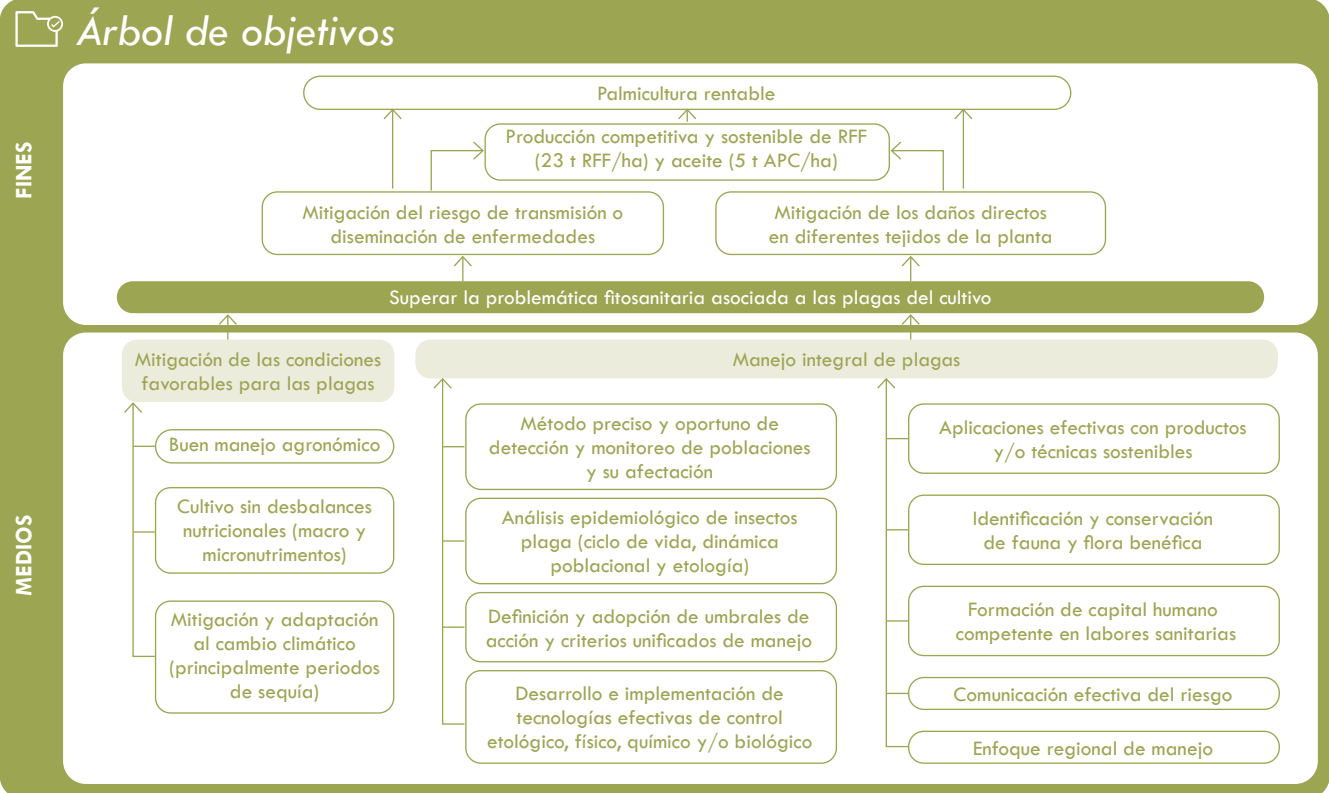 Árbol de objetivos
FINES
Palmicultura rentable
Producción competitiva y sostenible de RFF
(23 t RFF/ha) y aceite (5 t APC/ha)
Mitigación del riesgo de transmisión o
diseminación de enfermedades
Mitigación de los daños directos
en diferentes tejidos de la planta
Superar la problemática fitosanitaria asociada a las plagas del cultivo
MEDIOS
Mitigación de las condiciones
favorables para las plagas
Buen manejo agronómico
Cultivo sin desbalances
nutricionales (macro y
micronutrimentos)
Mitigación y adaptación
al cambio climático
(principalmente periodos
de sequía)
Manejo integral de plagas
Método preciso y oportuno de
detección y monitoreo de poblaciones
y su afectación
Análisis epidemiológico de insectos
plaga (ciclo de vida, dinámica
poblacional y etología)
Definición y adopción de umbrales de
acción y criterios unificados de manejo
Desarrollo e implementación de
tecnologías efectivas de control
etológico, físico, químico y/o biológico
Aplicaciones efectivas con productos
y/o técnicas sostenibles
Identificación y conservación
de fauna y flora benéfica
Formación de capital humano
competente en labores sanitarias
Comunicación efectiva del riesgo
Enfoque regional de manejo